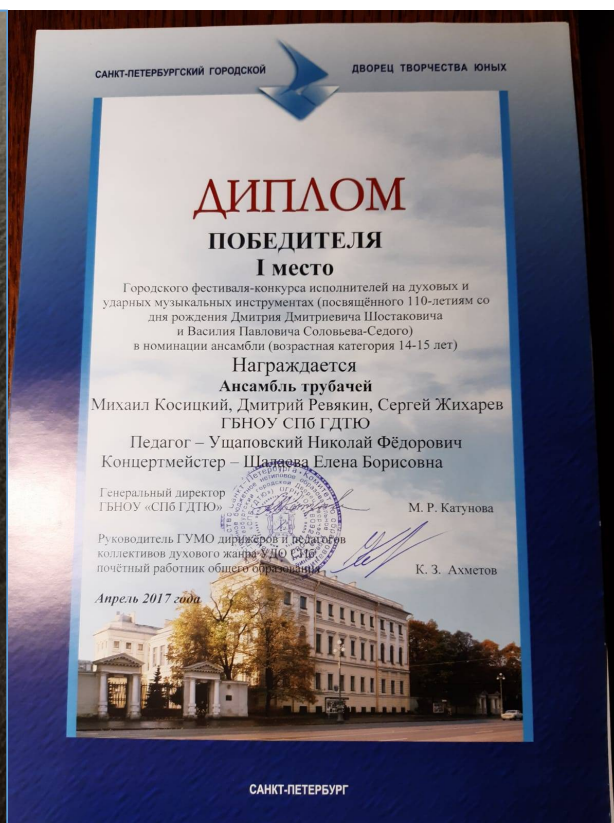 САНКТ-ПЕТЕРБУРГСКИЙ ГОРОДСКОЙ ДВОРЕЦ ТВОРЧЕСТВА ЮНЫХ
ДИПЛОМ
ПОБЕДИТЕЛЯ
I место
Городского фестиваля-конкурса исполнителей на духовых и
ударных музыкальных инструментах (посвящённого 110-летиям со
дня рождения Дмитрия Дмитриевича Шостаковича
и Василия Павловича Соловьева-Седого)
в номинации ансамбли (возрастная категория 14-15 лет)
Награждается
Ансамбль трубачей
Михаил Косицкий, Дмитрий Ревякин, Сергей Жихарев
ГБНОУ СПб ГДТЮ
Педагог – Ущаповский Николай Фёдорович
Концертмейстер – Шалаева Елена Борисовна
Генеральный директор
ГБНОУ «СПб ГДТЮ» М. Р. Катунова
Руководитель ГУМО дирижёров и педагогов
коллективов духового жанра УДО СПб,
почётный работник общего образования К. З. Ахметов
Апрель 2017 года
САНКТ-ПЕТЕРБУРГ